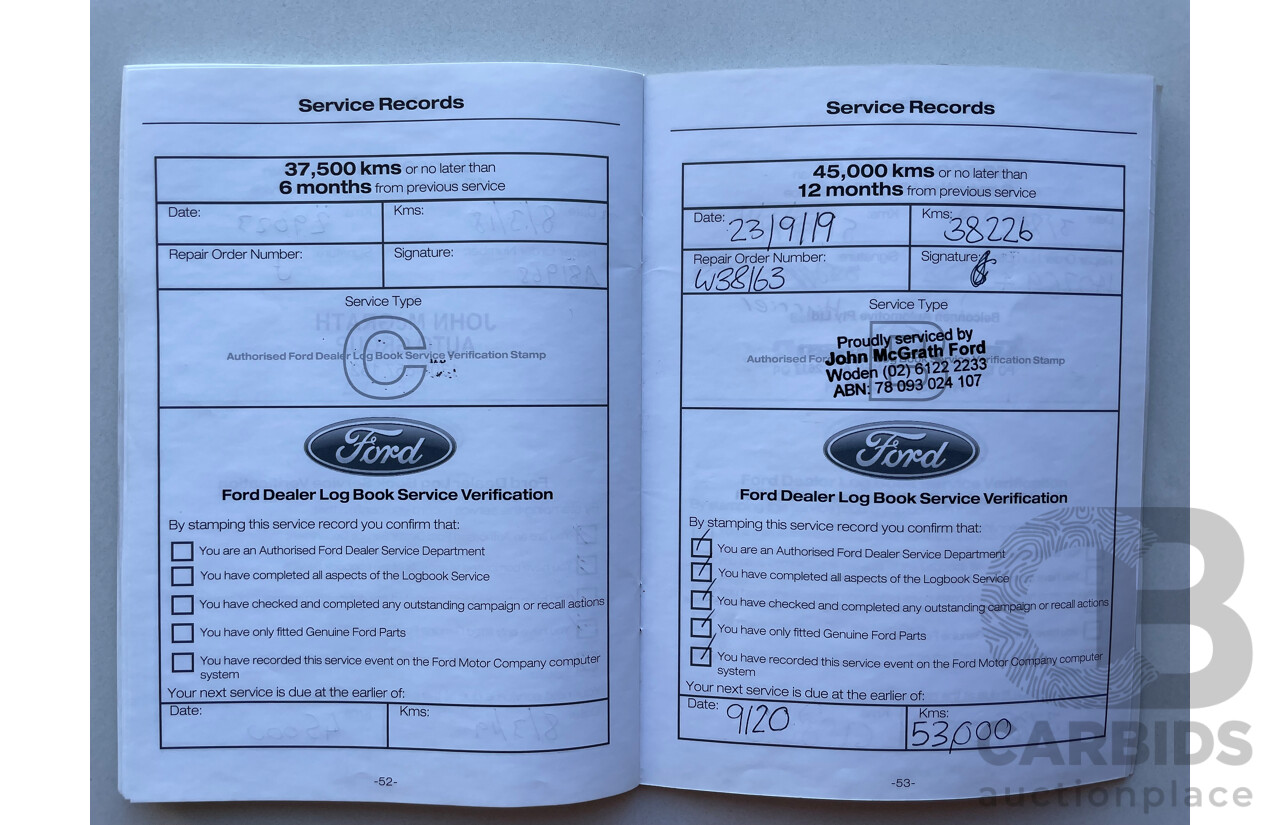 Service Records
37,500 kms or no later than
6 months from previous service
Date:
Kms:
Repair Order Number:
Signature:
Service Type
C
Authorised Ford Dealer Log Book Service Verification Stamp
Ford
Ford Dealer Log Book Service Verification
By stamping this service record you confirm that:
You are an Authorised Ford Dealer Service Department
You have completed all aspects of the Logbook Service
You have checked and completed any outstanding campaign or recall actions
You have only fitted Genuine Ford Parts
You have recorded this service event on the Ford Motor Company computer
system
Your next service is due at the earlier of:
Date:
Kms:
-52-
Service Records
45,000 kms or no later than
12 months from previous service
Date: 23/9/19
Kms: 38226
Repair Order Number:
W38163
Signature:
Service Type
B
Authorised Ford Dealer Log Book Service Verification Stamp
Proudly serviced by
John McGrath Ford
Woden (02) 6122 2233
ABN: 78 093 024 107
Ford
Ford Dealer Log Book Service Verification
By stamping this service record you confirm that:
You are an Authorised Ford Dealer Service Department
You have completed all aspects of the Logbook Service
You have checked and completed any outstanding campaign or recall actions
You have only fitted Genuine Ford Parts
You have recorded this service event on the Ford Motor Company computer
system
Your next service is due at the earlier of:
Date: 9/20
Kms: 53,000
-53-
CB
CARBIDS
auctionplace